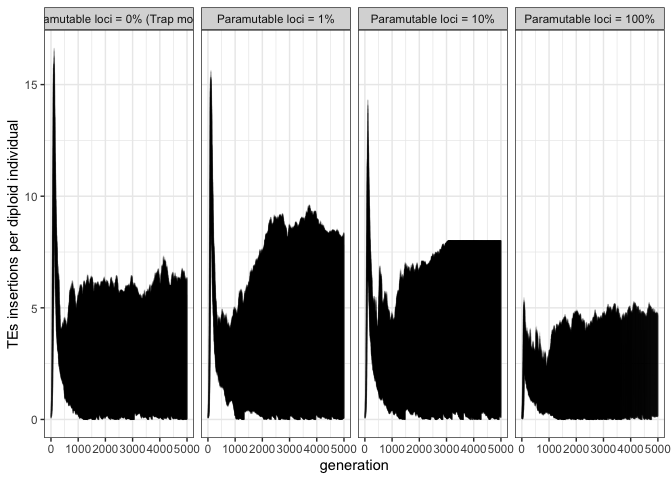 amutable loci = 0% (Trap mo
Paramutable loci = 1%
Paramutable loci = 10%
Paramutable loci = 100%
TEs insertions per diploid individual
15
10
5
0
0 1000 2000 3000 4000 5000
0 1000 2000 3000 4000 5000
0 1000 2000 3000 4000 5000
0 1000 2000 3000 4000 5000
generation